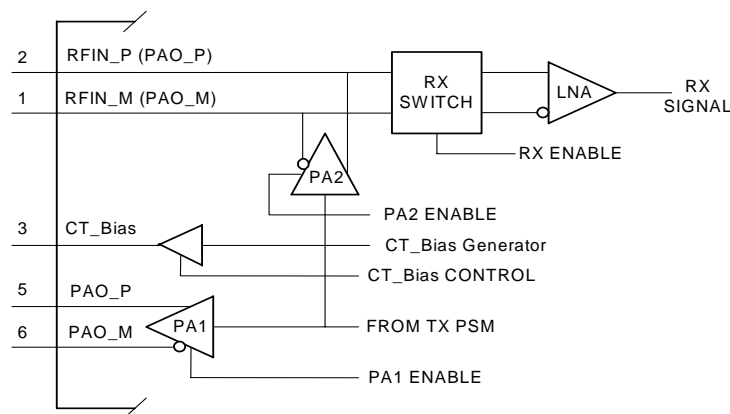 2 RFIN_P (PAO_P)
1 RFIN_M (PAO_M)
RX
SWITCH
LNA
RX
SIGNAL
RX ENABLE
PA2
PA2 ENABLE
3 CT_Bias
CT_Bias Generator
CT_Bias CONTROL
5 PAO_P
6 PAO_M
PA1
FROM TX PSM
PA1 ENABLE